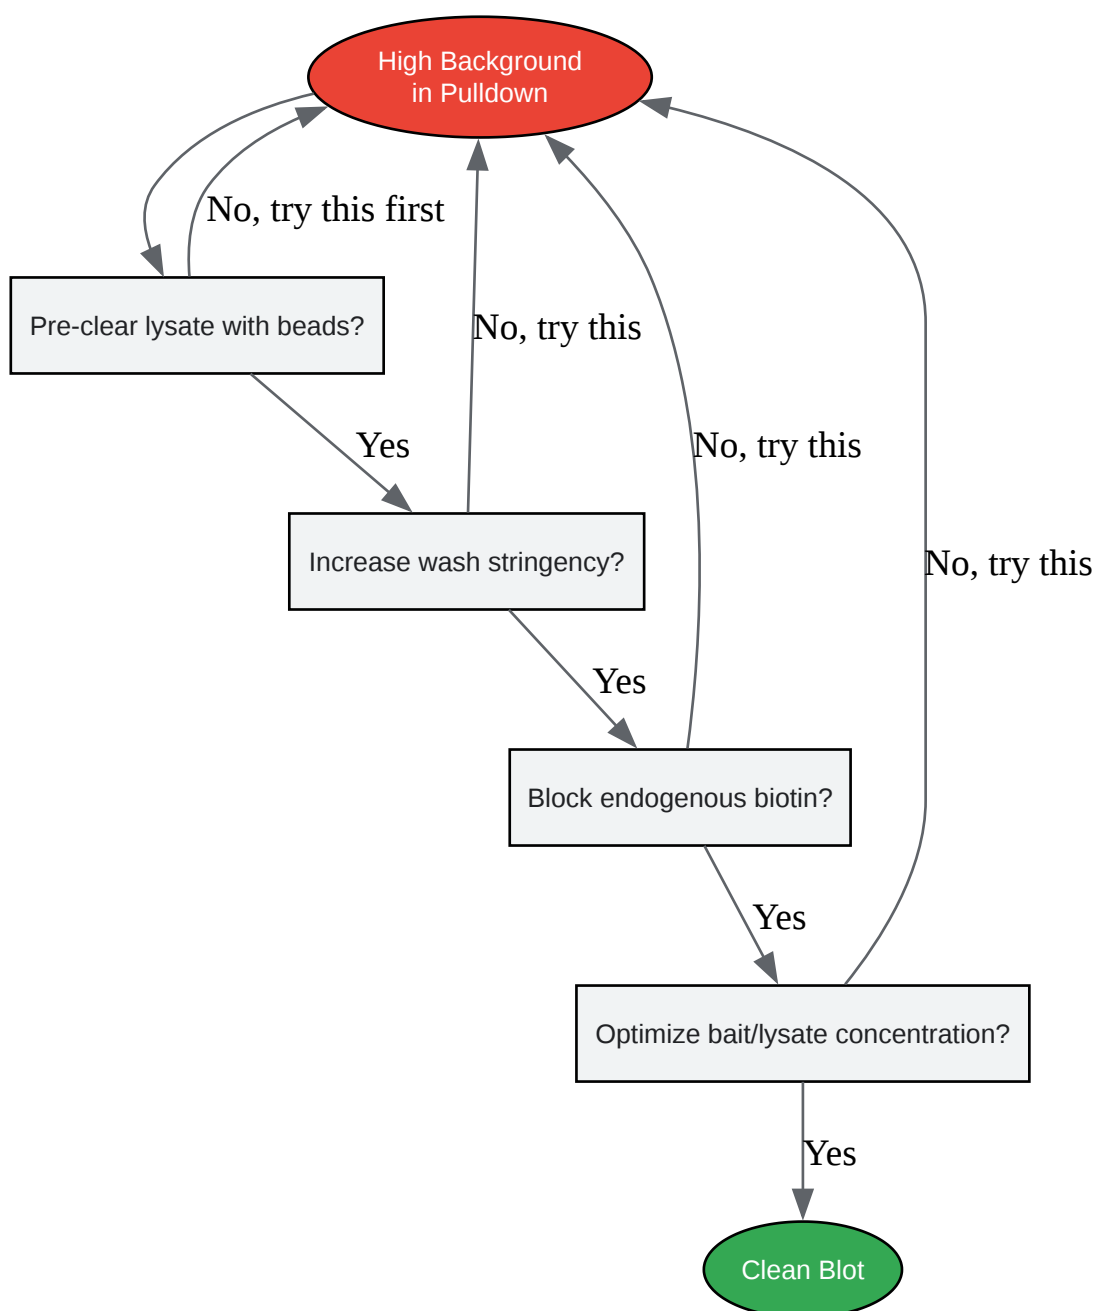 High Background
in Pulldown
No, try this first
Pre-clear lysate with beads?
No, try this
Yes
No, try this
Increase wash stringency?
No, try this
Yes
Block endogenous biotin?
Yes
Optimize bait/lysate concentration?
Yes
Clean Blot